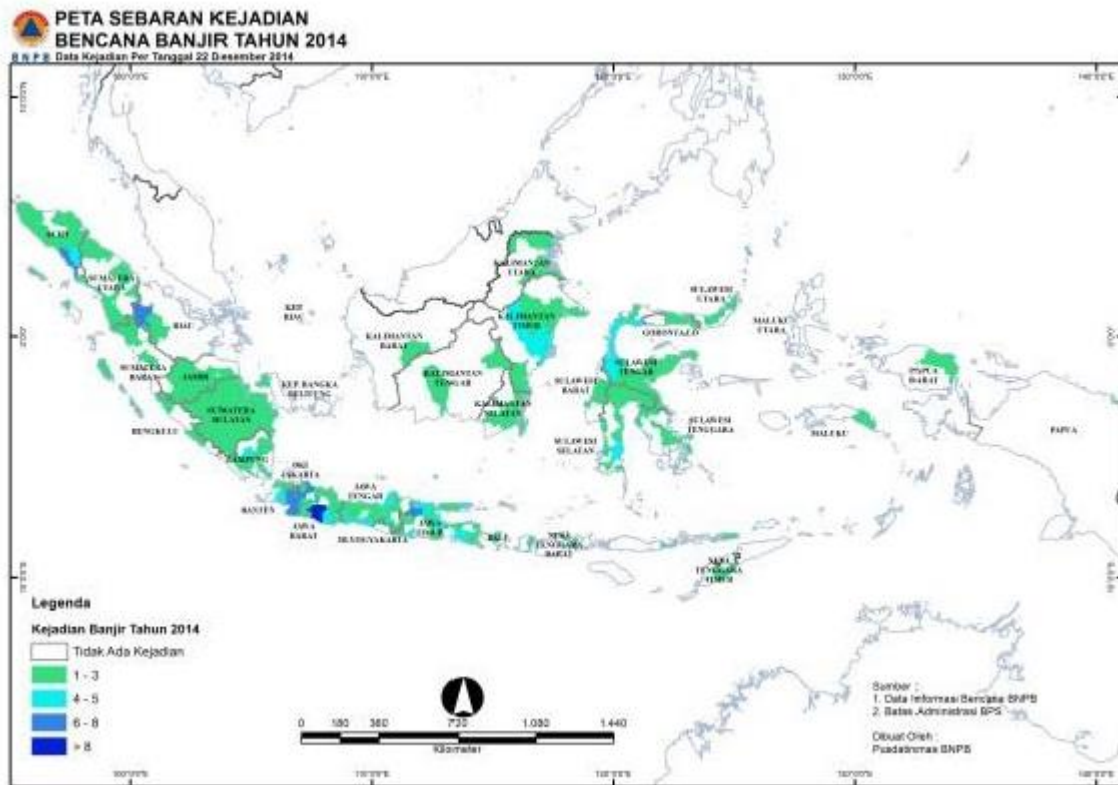 PETA SEBARAN KEJADIAN
BENCANA BANJIR TAHUN 2014
BNPB Data Kejadian Per Tanggal 22 Diesember 2014
ACEH
SUMATERA
UTARA
RIAU
KEP
RIAU
SUMATERA
BARAT
JAMBI
KEP. BANGKA
BELITUNG
SUMATERA
SELATAN
BENGKULU
LAMPUNG
DKI
JAKARTA
BANTEN
JAWA
BARAT
JAWA
TENGAH
DI YOGYAKARTA
JAWA
TIMUR
BALI
NUSA
TENGGARA
BARAT
NUSA
TENGGARA
TIMUR
KALIMANTAN
UTARA
KALIMANTAN
TIMUR
KALIMANTAN
BARAT
KALIMANTAN
TENGAH
KALIMANTAN
SELATAN
SULAWESI
UTARA
GORONTALO
SULAWESI
TENGAH
SULAWESI
BARAT
SULAWESI
SELATAN
SULAWESI
TENGGARA
MALUKU
UTARA
MALUKU
PAPUA
BARAT
PAPUA
Legenda
Kejadian Banjir Tahun 2014
Tidak Ada Kejadian
1 - 3
4 - 5
6 - 8
> 8
0 180 360 720 1.080 1.440
Kilometer
Sumber :
1. Data Informasi Bencana BNPB
2. Batas Administrasi BPS
Dibuat Oleh :
Pusdatinmas BNPB